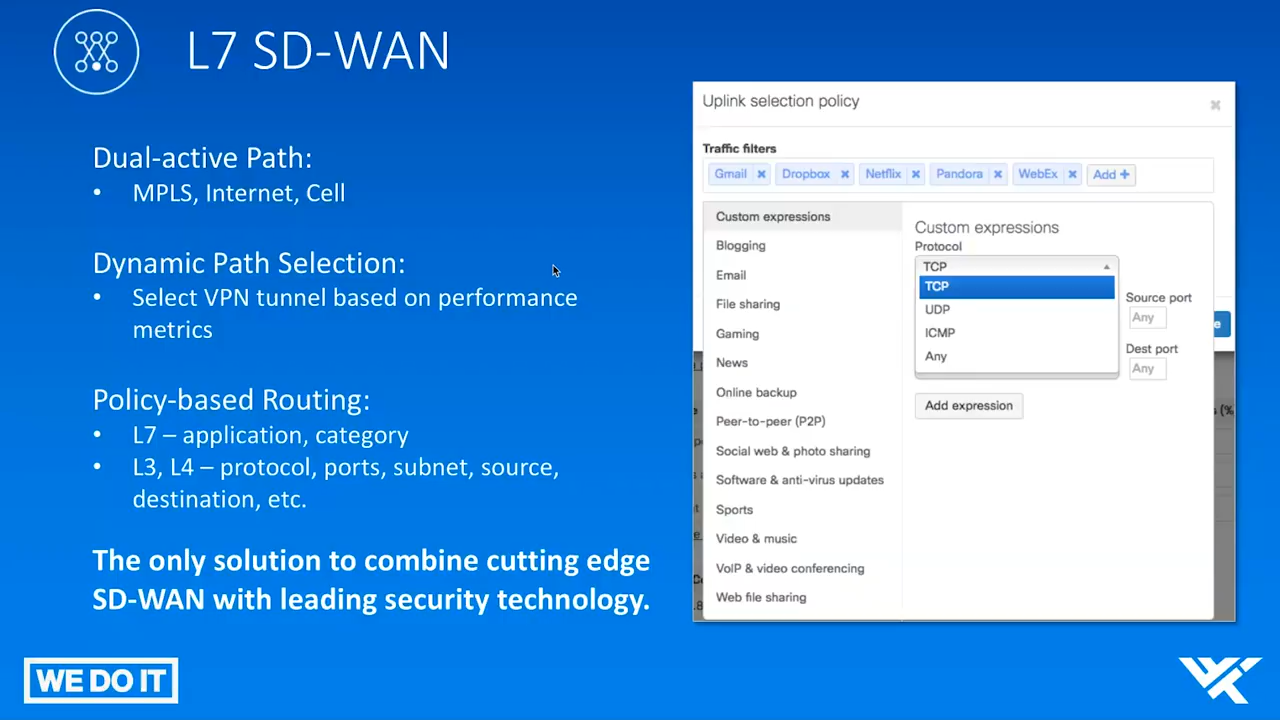 L7 SD-WAN
Dual-active Path:
• MPLS, Internet, Cell
Dynamic Path Selection:
• Select VPN tunnel based on performance
metrics
Policy-based Routing:
• L7 – application, category
• L3, L4 – protocol, ports, subnet, source,
destination, etc.
The only solution to combine cutting edge
SD-WAN with leading security technology.
WE DO IT
Uplink selection policy
Traffic filters
Gmail Dropbox Netflix Pandora WebEx Add +
Custom expressions
Blogging
Email
File sharing
Gaming
News
Online backup
Peer-to-peer (P2P)
Social web & photo sharing
Software & anti-virus updates
Sports
Video & music
VoIP & video conferencing
Web file sharing
Custom expressions
Protocol
TCP
TCP
UDP
ICMP
Any
Source port
Any
Dest port
Any
Add expression